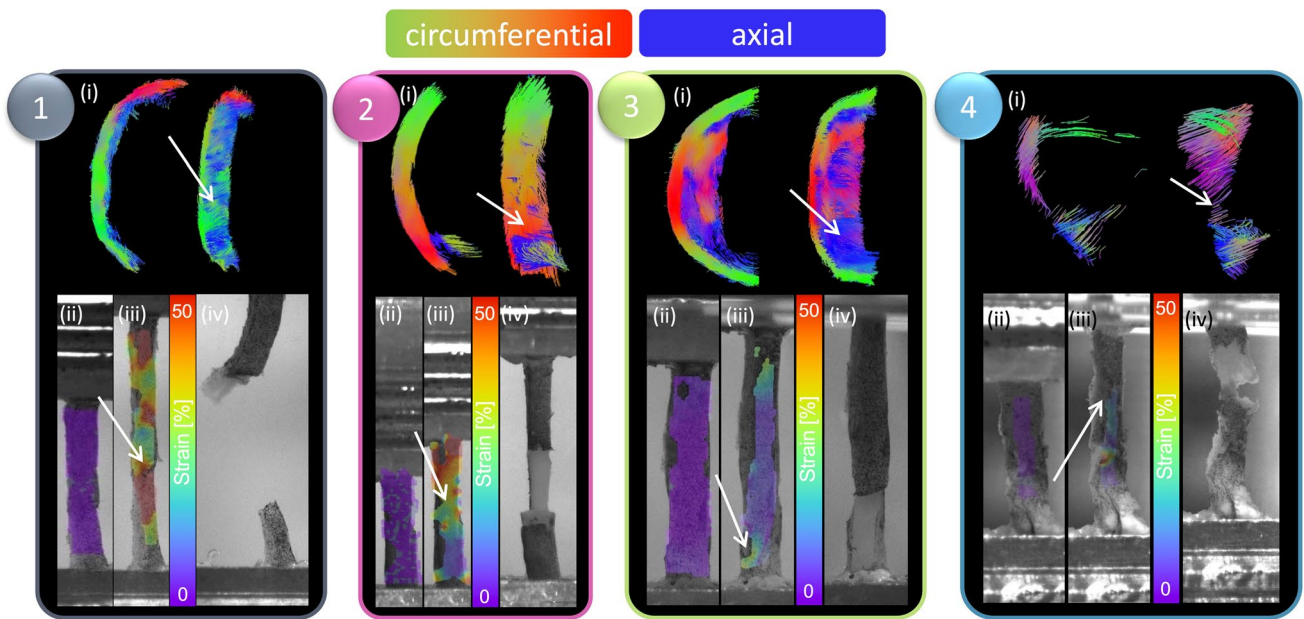 circumferential
axial
1
(i)
(ii)
(iii)
50
(iv)
Strain [%]
0
2
(i)
(ii)
(iii)
50
(iv)
Strain [%]
0
3
(i)
(ii)
(iii)
50
(iv)
Strain [%]
0
4
(i)
(ii)
(iii)
50
(iv)
Strain [%]
0